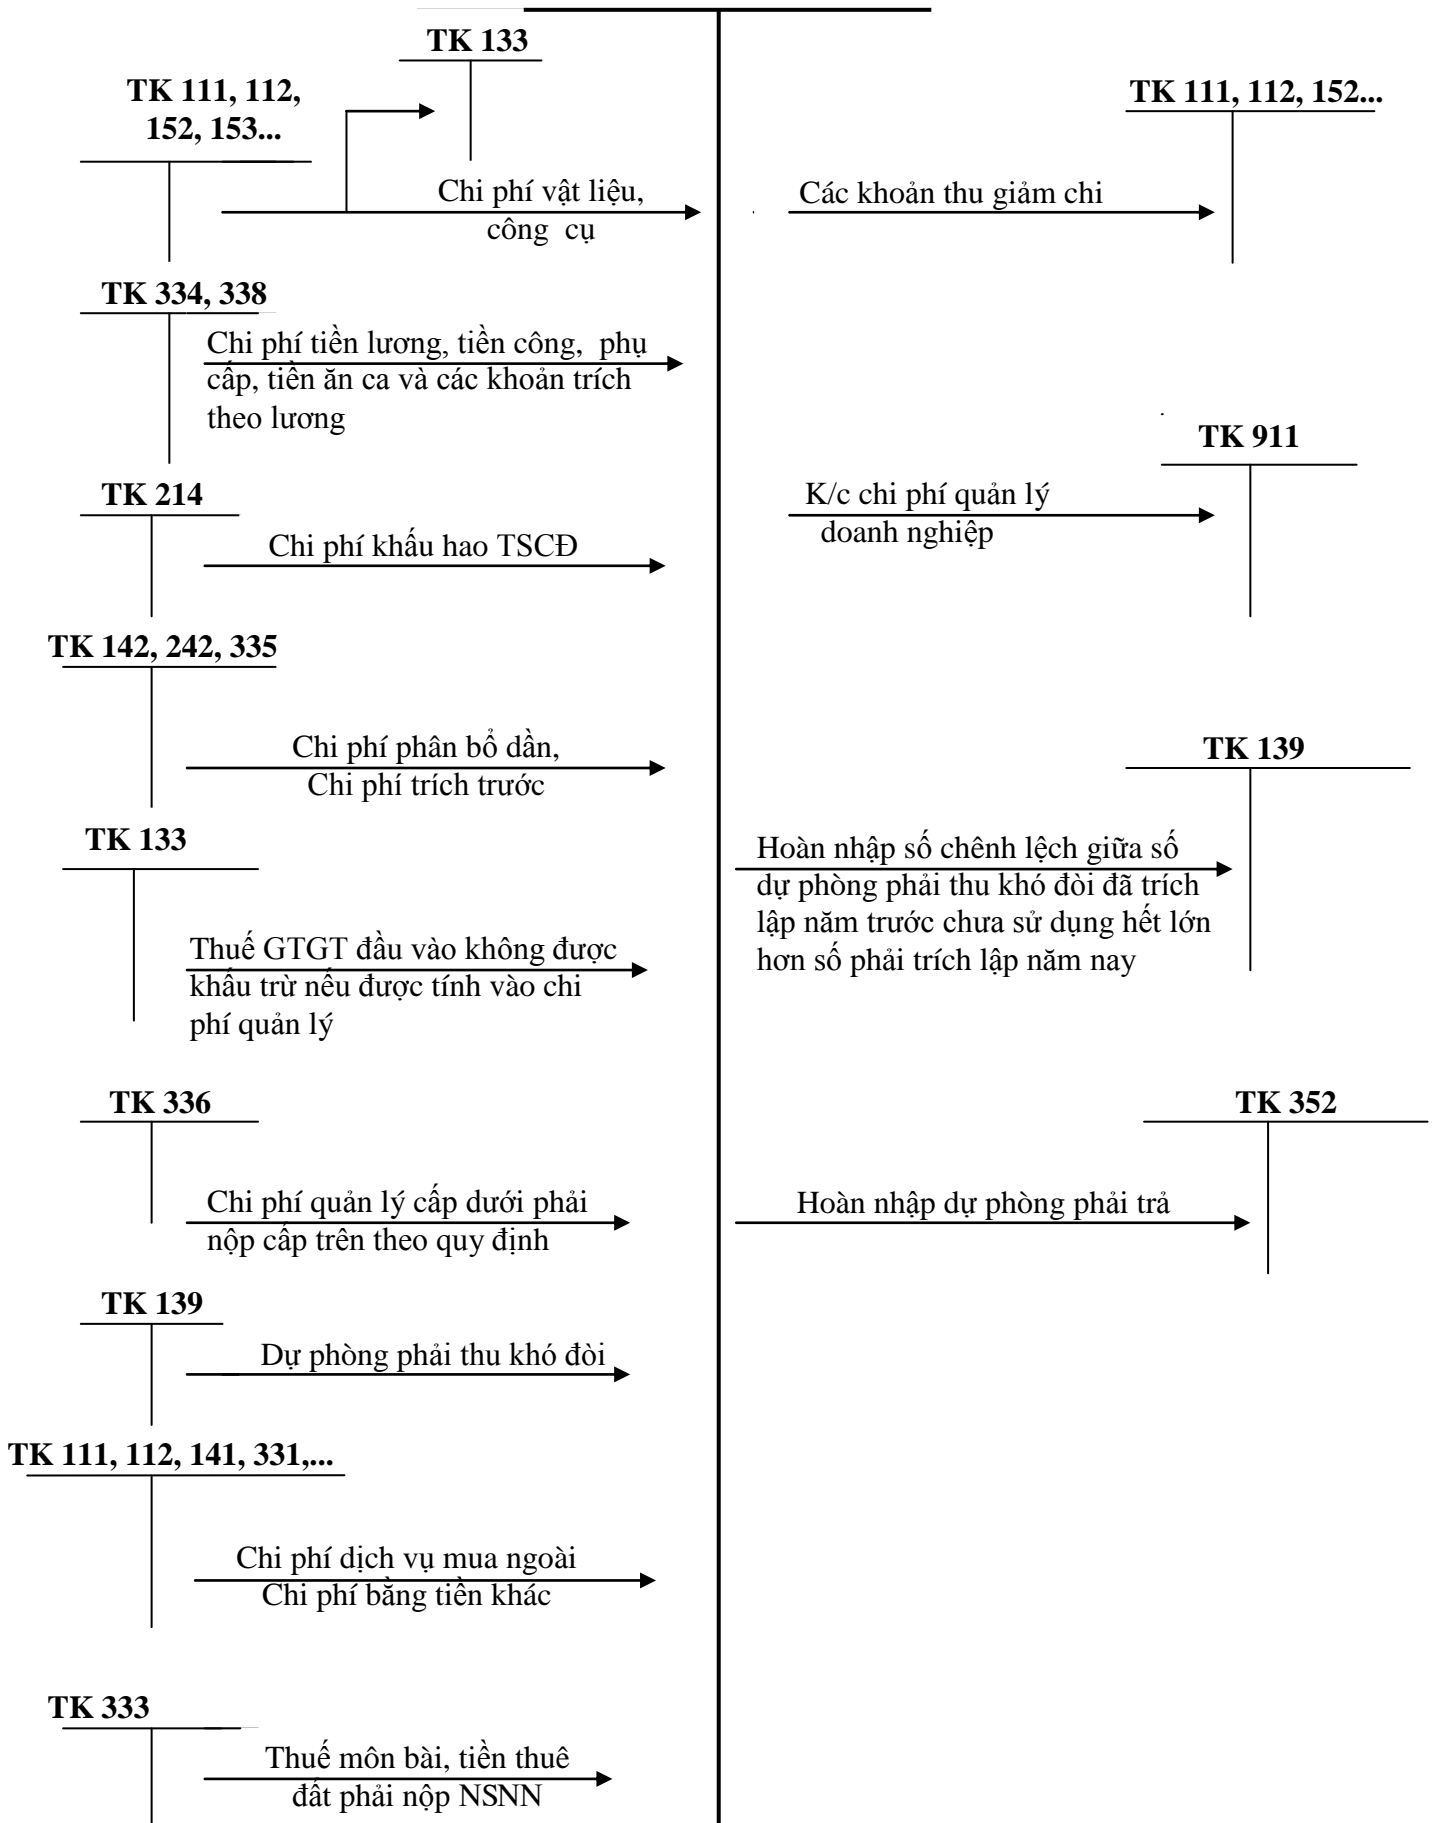 TK 133
TK 111, 112,
152, 153...
Chi phí vật liệu,
công cụ
TK 334, 338
Chi phí tiền lương, tiền công, phụ
cấp, tiền ăn ca và các khoản trích
theo lương
TK 214
Chi phí khấu hao TSCĐ
TK 142, 242, 335
Chi phí phân bổ dần,
Chi phí trích trước
TK 133
Thuế GTGT đầu vào không được
khấu trừ nếu được tính vào chi
phí quản lý
TK 336
Chi phí quản lý cấp dưới phải
nộp cấp trên theo quy định
TK 139
Dự phòng phải thu khó đòi
TK 111, 112, 141, 331,...
Chi phí dịch vụ mua ngoài
Chi phí bằng tiền khác
TK 333
Thuế môn bài, tiền thuê
đất phải nộp NSNN
TK 111, 112, 152...
Các khoản thu giảm chi
TK 911
K/c chi phí quản lý
doanh nghiệp
TK 139
Hoàn nhập số chênh lệch giữa số
dự phòng phải thu khó đòi đã trích
lập năm trước chưa sử dụng hết lớn
hơn số phải trích lập năm nay
TK 352
Hoàn nhập dự phòng phải trả